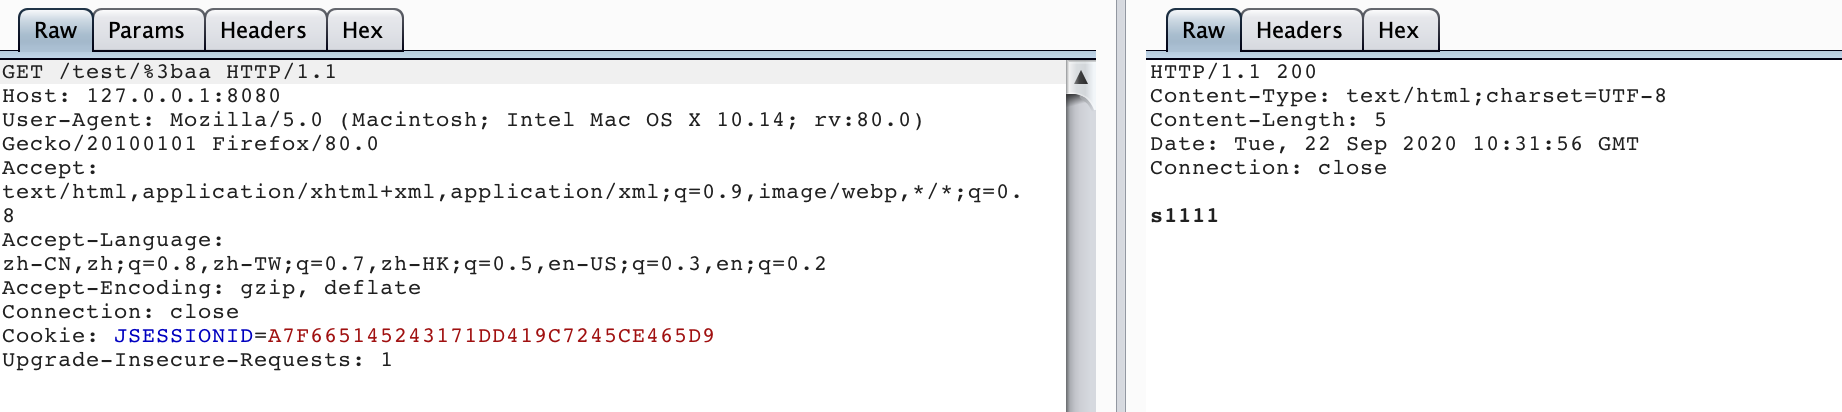 Raw Params Headers Hex
GET /test/%3baa HTTP/1.1
Host: 127.0.0.1:8080
User-Agent: Mozilla/5.0 (Macintosh; Intel Mac OS X 10.14; rv:80.0)
Gecko/20100101 Firefox/80.0
Accept:
text/html,application/xhtml+xml,application/xml;q=0.9,image/webp,*/*;q=0.
8
Accept-Language:
zh-CN,zh;q=0.8,zh-TW;q=0.7,zh-HK;q=0.5,en-US;q=0.3,en;q=0.2
Accept-Encoding: gzip, deflate
Connection: close
Cookie: JSESSIONID=A7F665145243171DD419C7245CE465D9
Upgrade-Insecure-Requests: 1
Raw Headers Hex
HTTP/1.1 200
Content-Type: text/html;charset=UTF-8
Content-Length: 5
Date: Tue, 22 Sep 2020 10:31:56 GMT
Connection: close
s1111